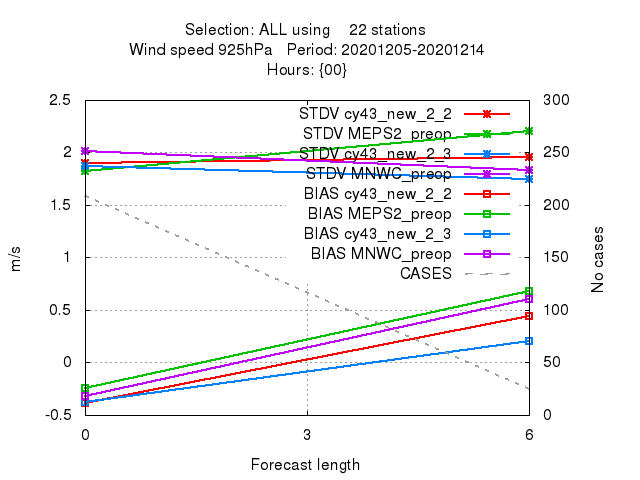 Selection: ALL using 22 stations
Wind speed 925hPa Period: 20201205-20201214
Hours: {00}
2.5
2
1.5
1
0.5
0
-0.5
m/s
300
250
200
150
100
50
0
No cases
STDV cy43_new_2_2
STDV MEPS2_preop
STDV cy43_new_2_3
STDV MNWC_preop
BIAS cy43_new_2_2
BIAS MEPS2_preop
BIAS cy43_new_2_3
BIAS MNWC_preop
CASES
0 3 6
Forecast length